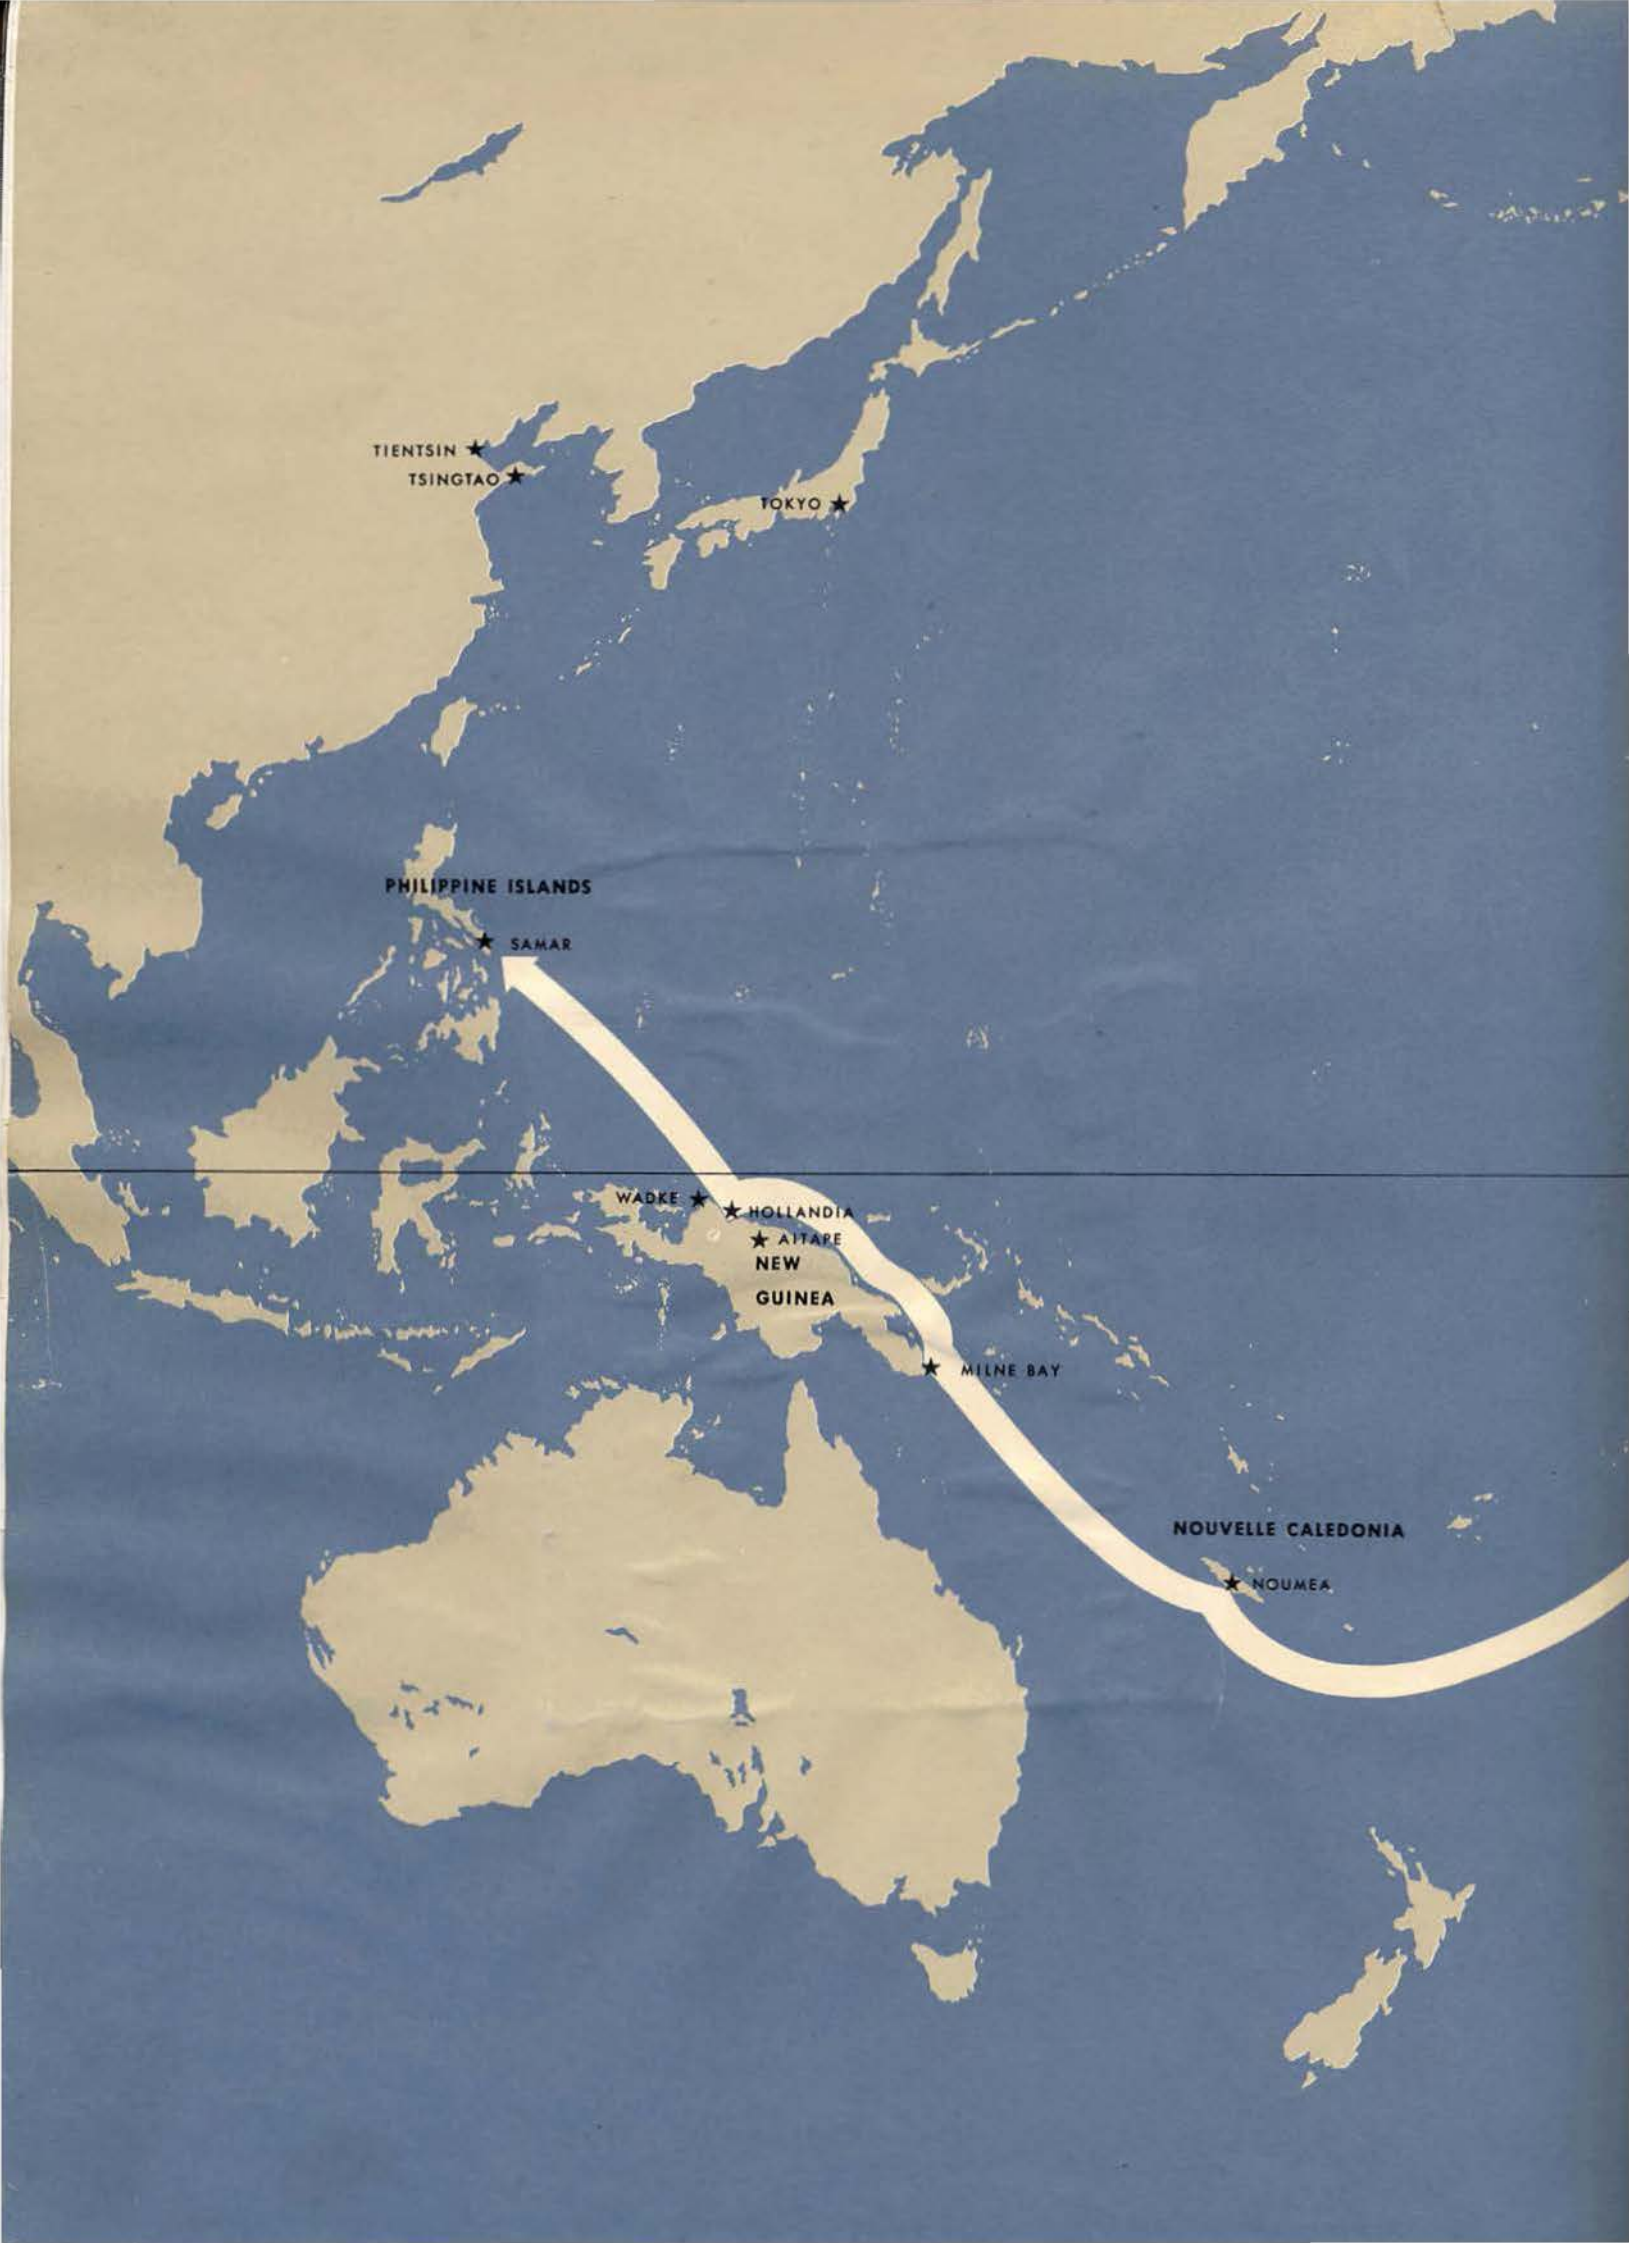 TIENTSIN
TSINGTAO
TOKYO
PHILIPPINE ISLANDS
SAMAR
WADKE
HOLLANDIA
AITAPE
NEW
GUINEA
MILNE BAY
NOUVELLE CALEDONIA
NOUMEA